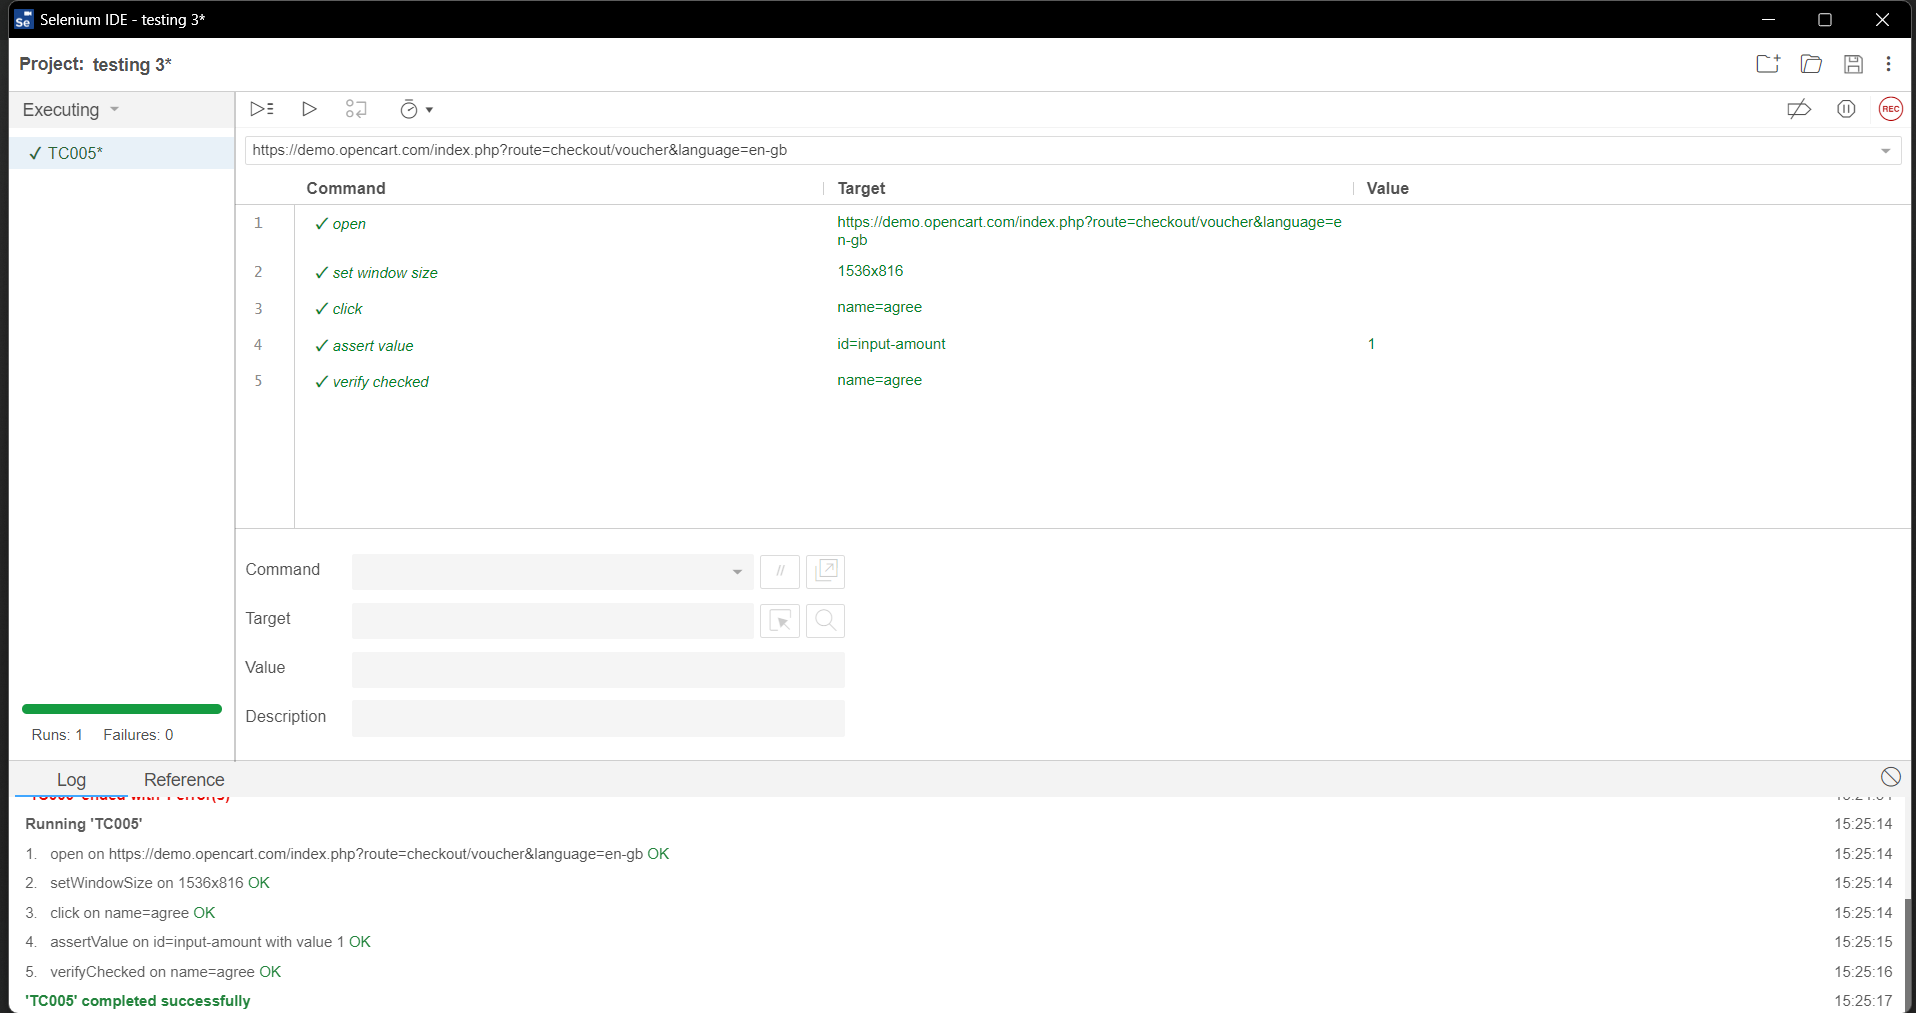 Se Selenium IDE - testing 3*
Project: testing 3*
Executing
✓ TC005*
REC
https://demo.opencart.com/index.php?route=checkout/voucher&language=en-gb
Command Target Value
1 ✓ open https://demo.opencart.com/index.php?route=checkout/voucher&language=e
n-gb
2 ✓ set window size 1536x816
3 ✓ click name=agree
4 ✓ assert value id=input-amount 1
5 ✓ verify checked name=agree
Command //
Target
Value
Description
Runs: 1 Failures: 0
Log Reference
ended with error(s)
Running 'TC005' 15:25:14
1. open on https://demo.opencart.com/index.php?route=checkout/voucher&language=en-gb OK 15:25:14
2. setWindowSize on 1536x816 OK 15:25:14
3. click on name=agree OK 15:25:14
4. assertValue on id=input-amount with value 1 OK 15:25:15
5. verifyChecked on name=agree OK 15:25:16
'TC005' completed successfully 15:25:17